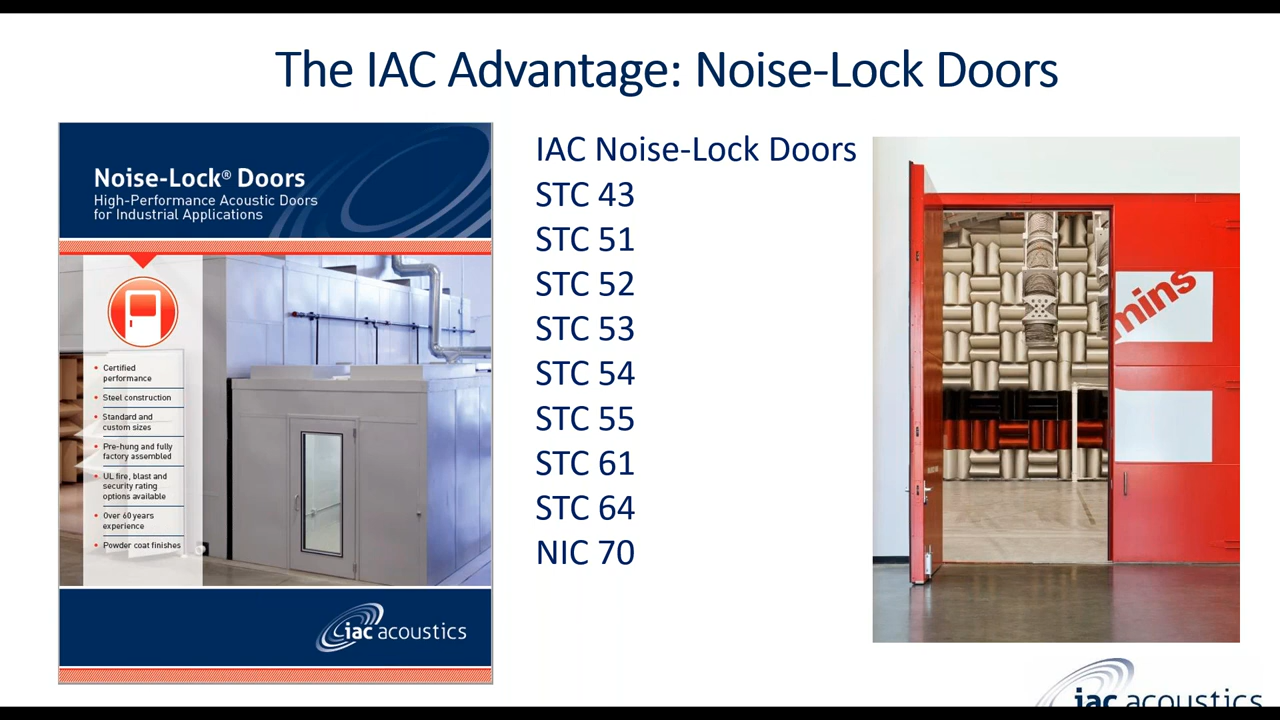 The IAC Advantage: Noise-Lock Doors
Noise-Lock® Doors
High-Performance Acoustic Doors
for Industrial Applications
• Certified
performance
• Steel construction
• Standard and
custom sizes
• Pre-hung and fully
factory assembled
• UL fire, blast and
security rating
options available
• Over 60 years
experience
• Powder coat finishes
iac acoustics
IAC Noise-Lock Doors
STC 43
STC 51
STC 52
STC 53
STC 54
STC 55
STC 61
STC 64
NIC 70
mins
iac acoustics